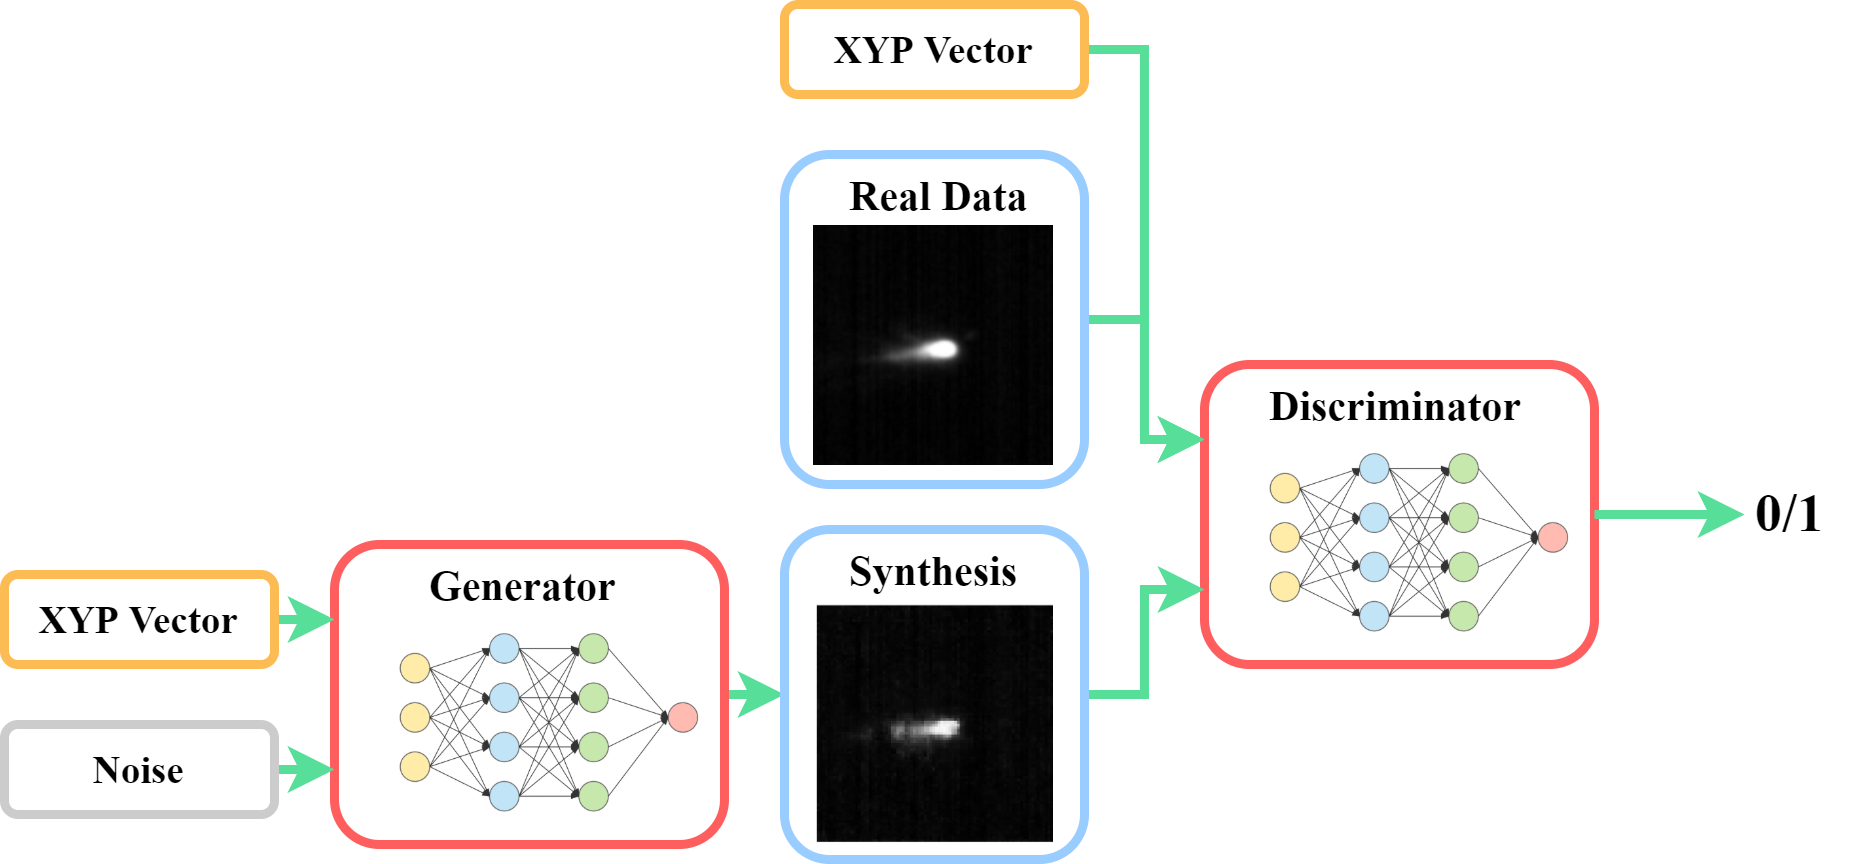 XYP Vector
Real Data
Discriminator
0/1
Synthesis
Generator
XYP Vector
Noise